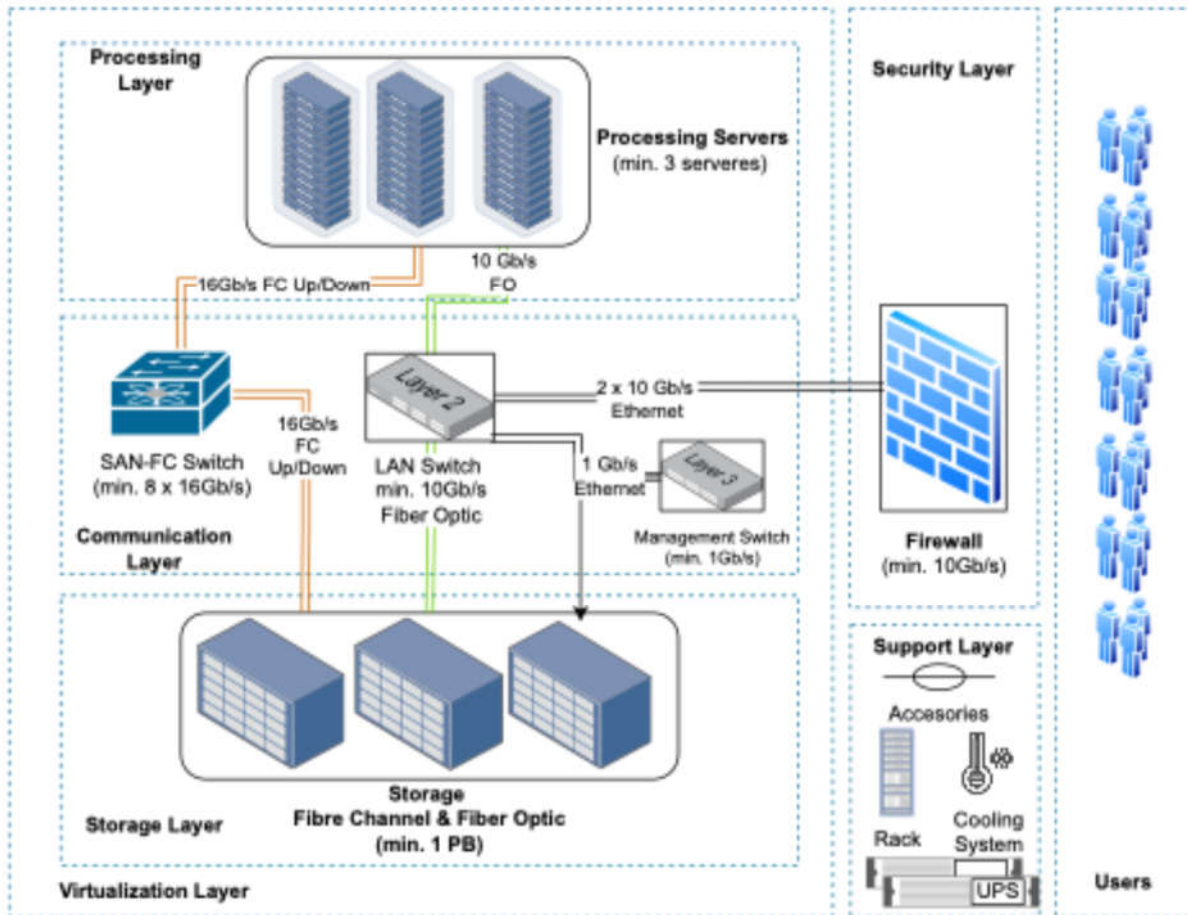 Processing
Layer
Processing Servers
(min. 3 serveres)
16Gb/s FC Up/Down
10 Gb/s
FO
Layer 2
2 x 10 Gb/s
Ethernet
16Gb/s
FC
Up/Down
SAN-FC Switch
(min. 8 x 16Gb/s)
LAN Switch
min. 10Gb/s
Fiber Optic
1 Gb/s
Ethernet
Layer 3
Management Switch
(min. 1Gb/s)
Communication
Layer
Storage
Fibre Channel & Fiber Optic
(min. 1 PB)
Storage Layer
Virtualization Layer
Security Layer
Firewall
(min. 10Gb/s)
Support Layer
Accesories
Rack
Cooling
System
UPS
Users